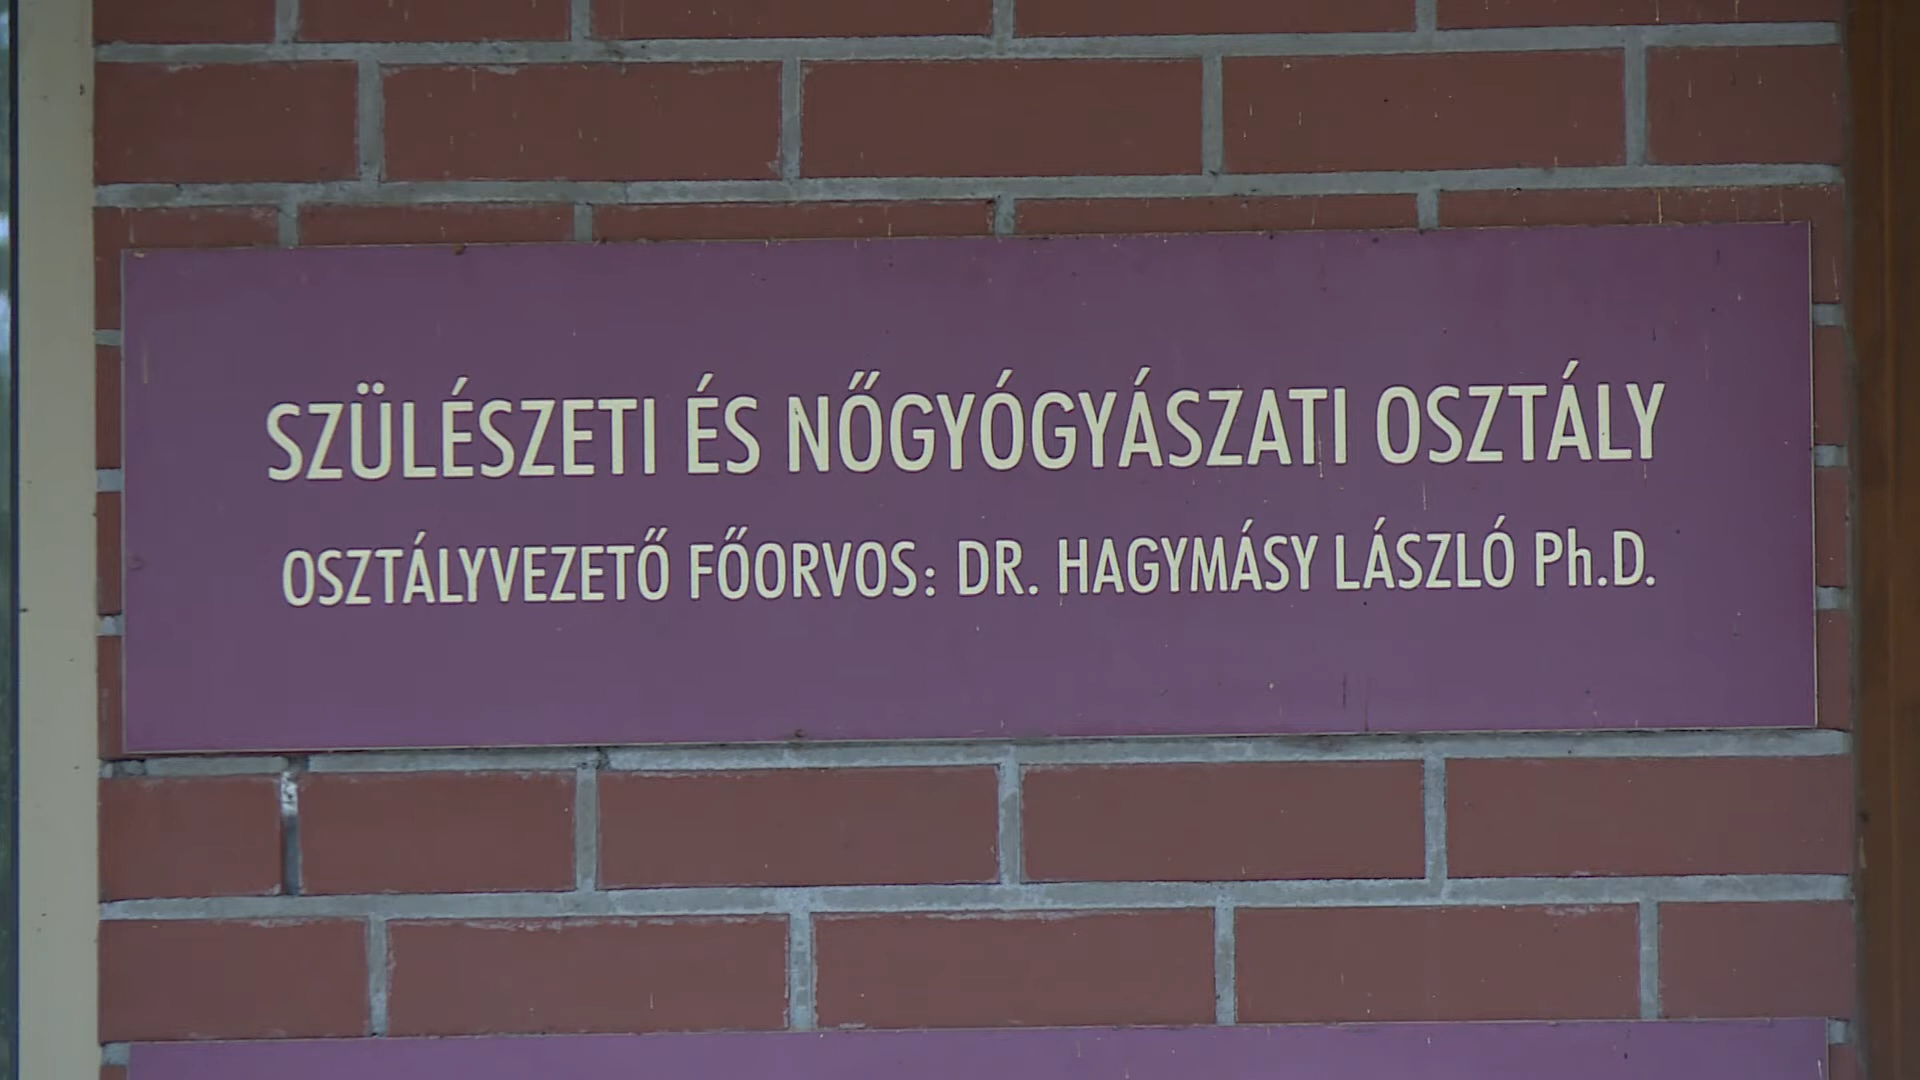 SZÜLÉSZETI ÉS NŐGYÓGYÁSZATI OSZTÁLY
OSZTÁLYVEZETŐ FŐORVOS: DR. HAGYMÁSY LÁSZLÓ Ph.D.